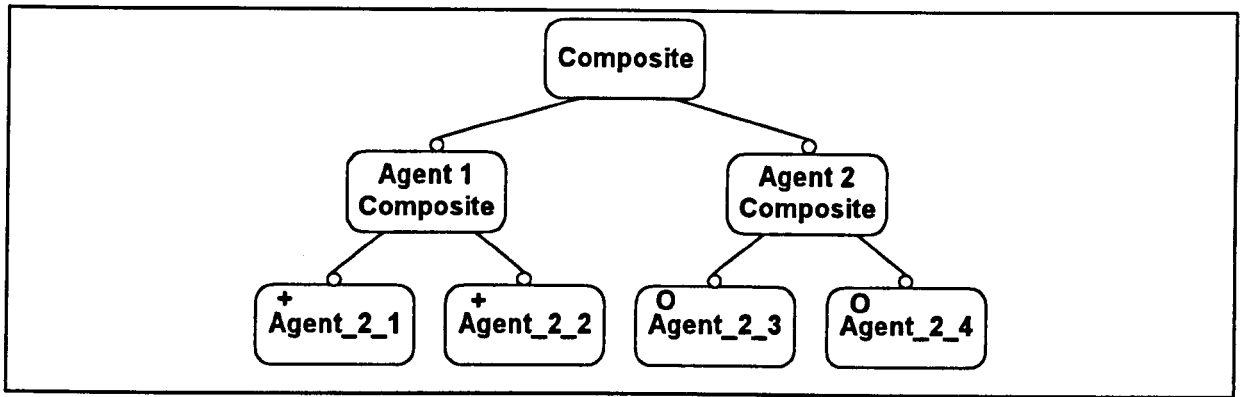 Composite
Agent 1
Composite
Agent 2
Composite
+
Agent_2_1
+
Agent_2_2
O
Agent_2_3
O
Agent_2_4